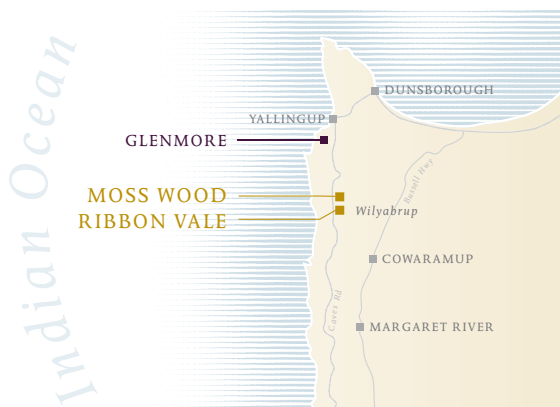 Indian Ocean
DUNSBOROUGH
YALLINGUP
GLENMORE
MOSS WOOD
RIBBON VALE
Bussell Hwy
Wilyabrup
COWARAMUP
Caves Rd
MARGARET RIVER